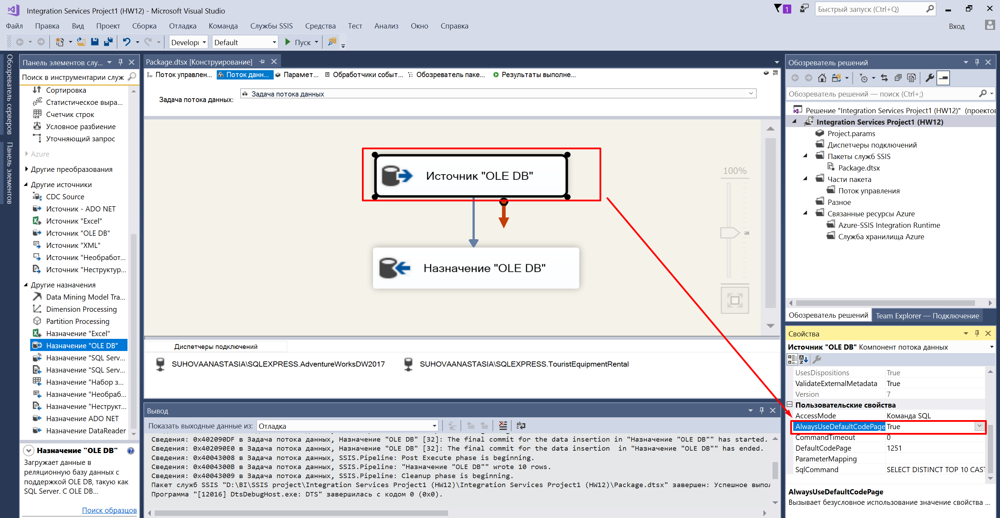 Integration Services Project1 (HW12) - Microsoft Visual Studio
1
Быстрый запуск (Ctrl+Q)
Файл Правка Вид Проект Сборка Отладка Команда Службы SSIS Средства Тест Анализ Окно Справка
Вход
Develop Default Пуск
Обозреватель серверов
Панель элементов
Панель элементов слу...
Поиск в инструментарии служ
Сортировка
Статистическое выра...
Счетчик строк
Условное разбиение
Уточняющий запрос
Azure
Другие преобразования
Другие источники
CDC Source
Источник - ADO NET
Источник "Excel"
Источник "OLE DB"
Источник "XML"
Источник "Необработ...
Источник "Неструктур...
Другие назначения
Data Mining Model Tra...
Dimension Processing
Partition Processing
Назначение "Excel"
Назначение "OLE DB"
Назначение "SQL Serv...
Назначение "SQL Serv...
Назначение "Набор з...
Назначение "Необраб...
Назначение "Неструкт...
Назначение ADO NET
Назначение DataReader
Назначение "OLE DB"
Загружает данные в
реляционную базу данных с
поддержкой OLE DB, такую как
SQL Server. С OLE DB...
Поиск образцов
Package.dtsx [Конструирование]
Поток управлен... Поток данн... Парамет... Обработчики событ... Обозреватель паке... Результаты выполне...
Задача потока данных: Задача потока данных
Источник "OLE DB"
Назначение "OLE DB"
100%
Диспетчеры подключений
SUHOVAANASTASIA\SQLEXPRESS.AdventureWorksDW2017 SUHOVAANASTASIA\SQLEXPRESS.TouristEquipmentRental
Вывод
Показать выходные данные из: Отладка
Сведения: 0x402090DF в Задача потока данных, Назначение "OLE DB" [32]: The final commit for the data insertion in "Назначение "OLE DB"" has started.
Сведения: 0x402090E0 в Задача потока данных, Назначение "OLE DB" [32]: The final commit for the data insertion  in "Назначение "OLE DB"" has ended.
Сведения: 0x40043008 в Задача потока данных, SSIS.Pipeline: Post Execute phase is beginning.
Сведения: 0x4004300B в Задача потока данных, SSIS.Pipeline: "Назначение "OLE DB"" wrote 10 rows.
Сведения: 0x40043009 в Задача потока данных, SSIS.Pipeline: Cleanup phase is beginning.
Пакет служб SSIS "D:\BI\SSIS project\Integration Services Project1 (HW12)\Integration Services Project1 (HW12)\Package.dtsx" завершен: Успешное выпол
Программа "[12016] DtsDebugHost.exe: DTS" завершилась с кодом 0 (0x0).
Обозреватель решений
Обозреватель решений — поиск (Ctrl+;)
Решение "Integration Services Project1 (HW12)" (проектов
Integration Services Project1 (HW12)
Project.params
Диспетчеры подключений
Пакеты служб SSIS
Package.dtsx
Части пакета
Поток управления
Разное
Связанные ресурсы Azure
Azure-SSIS Integration Runtime
Служба хранилища Azure
Обозреватель решений Team Explorer — Подключение
Свойства
Источник "OLE DB" Компонент потока данных
UsesDispositions True
ValidateExternalMetadata True
Version 7
Пользовательские свойства
AccessMode Команда SQL
AlwaysUseDefaultCodePage True
CommandTimeout 0
DefaultCodePage 1251
ParameterMapping
SqlCommand SELECT DISTINCT TOP 10 CAST
AlwaysUseDefaultCodePage
Вызывает безусловное использование значение свойства ...